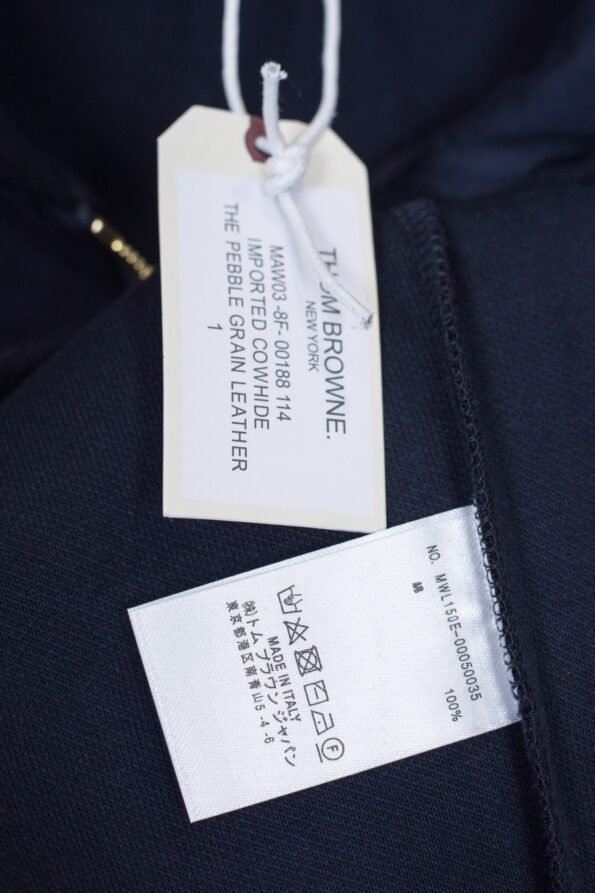 THOM BROWNE.
NEW YORK
MAW03 -8F- 00188 114
IMPORTED COWHIDE
THE PEBBLE GRAIN LEATHER
1
NO. MWL150E-00050035
綿 100%
F
MADE IN ITALY
(株)トム ブラウン ジャパン
東京都港区南青山5-4-6